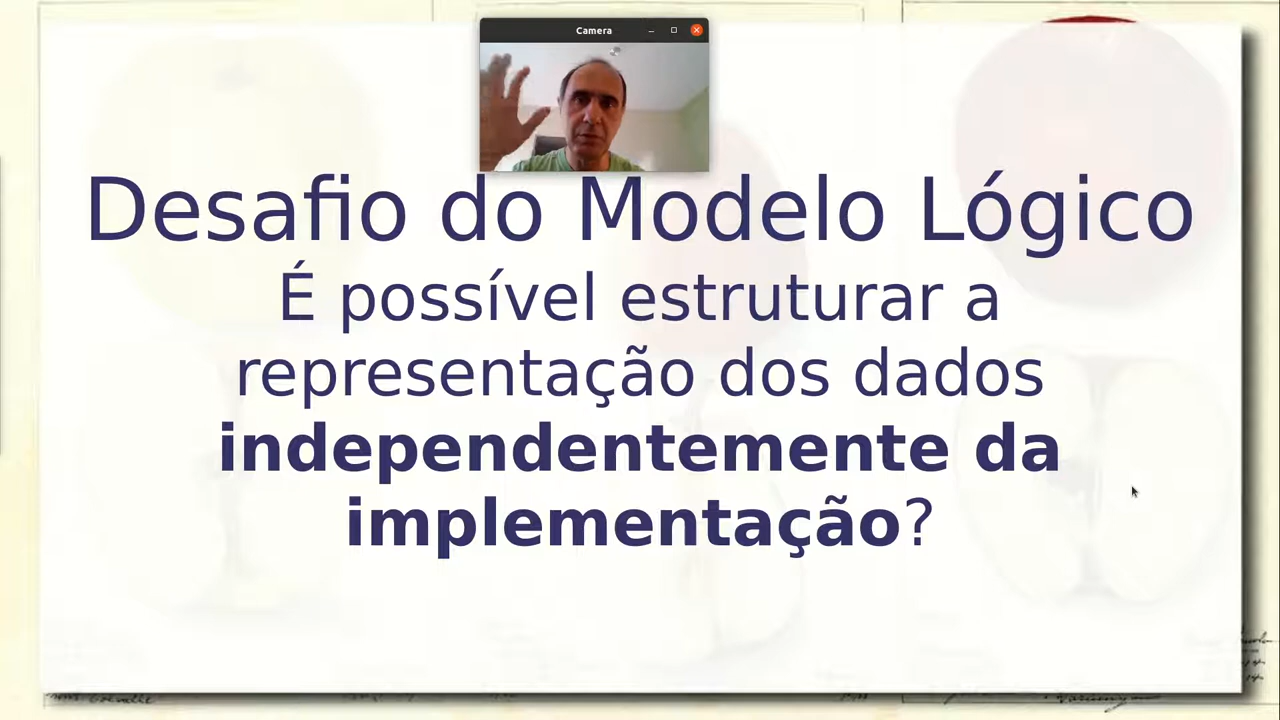 Camera
Desafio do Modelo Lógico
É possível estruturar a
representação dos dados
independentemente da
implementação?